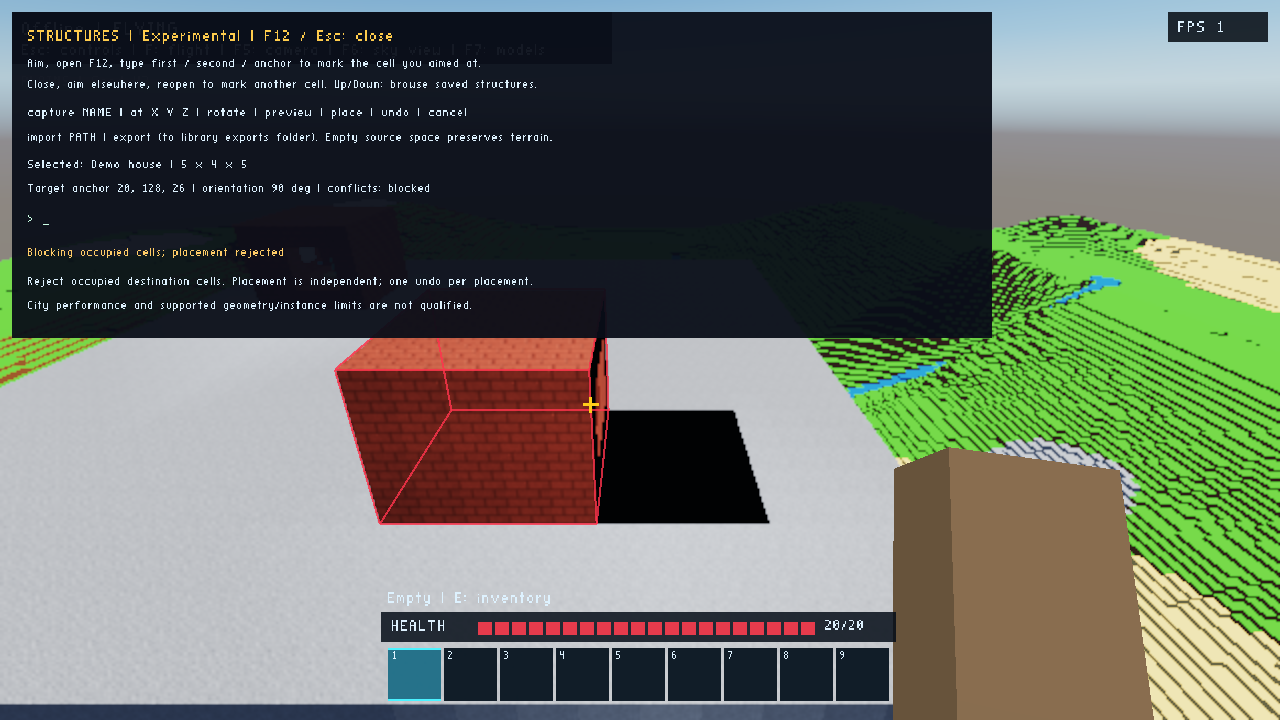 STRUCTURES | Experimental | F12 / Esc: close
FPS 1
Aim, open F12, type first / second / anchor to mark the cell you aimed at.
Close, aim elsewhere, reopen to mark another cell. Up/Down: browse saved structures.
capture NAME | at X Y Z | rotate | preview | place | undo | cancel
import PATH | export (to library exports folder). Empty source space preserves terrain.
Selected: Demo house | 5 x 4 x 5
Target anchor 20, 128, 26 | orientation 90 deg | conflicts: blocked
> _
Blocking occupied cells; placement rejected
Reject occupied destination cells. Placement is independent; one undo per placement.
City performance and supported geometry/instance limits are not qualified.
Empty | E: inventory
HEALTH 20/20
1 2 3 4 5 6 7 8 9